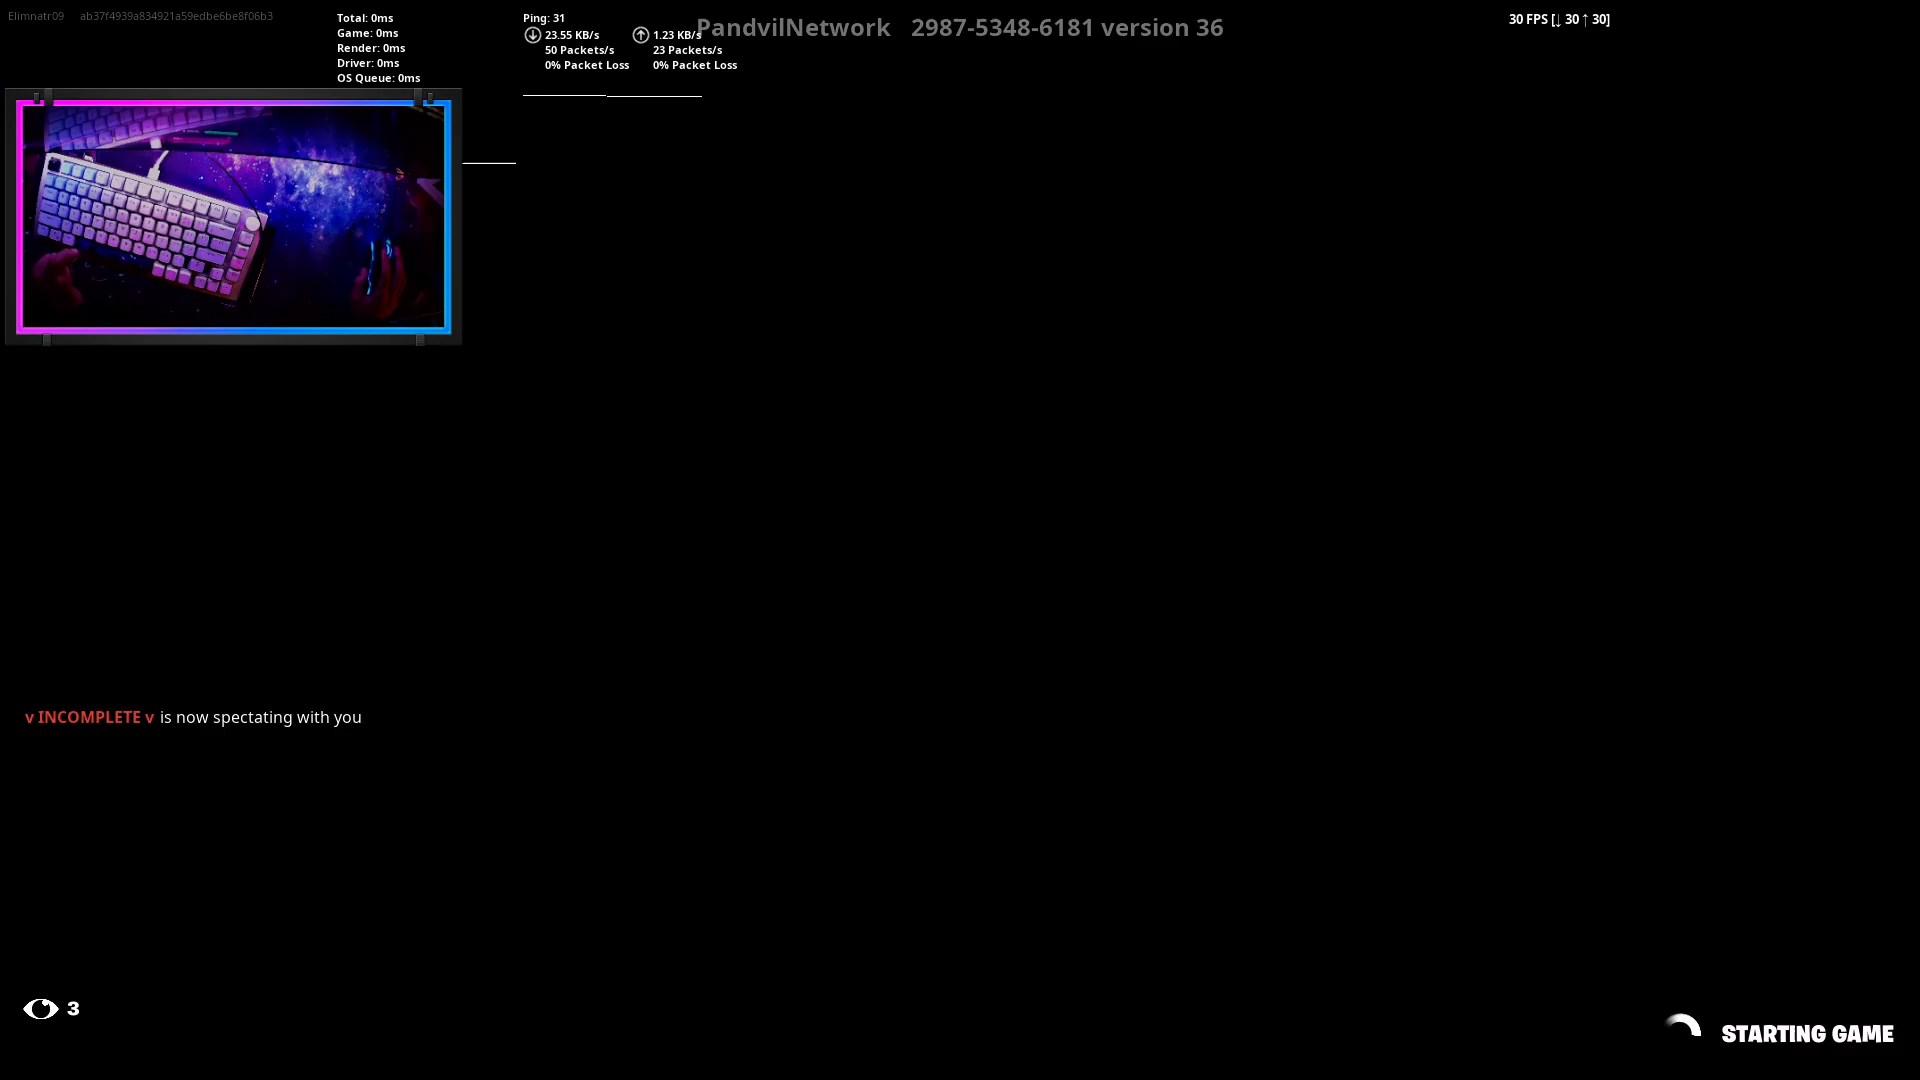 Elimnatr09 ab37f4939a834921a59edbe6be8f06b3
Total: 0ms
Game: 0ms
Render: 0ms
Driver: 0ms
OS Queue: 0ms
Ping: 31
23.55 KB/s 1.23 KB/s
50 Packets/s 23 Packets/s
0% Packet Loss 0% Packet Loss
PandvilNetwork 2987-5348-6181 version 36
30 FPS [↓ 30 ↑ 30]
v INCOMPLETE v is now spectating with you
3
STARTING GAME